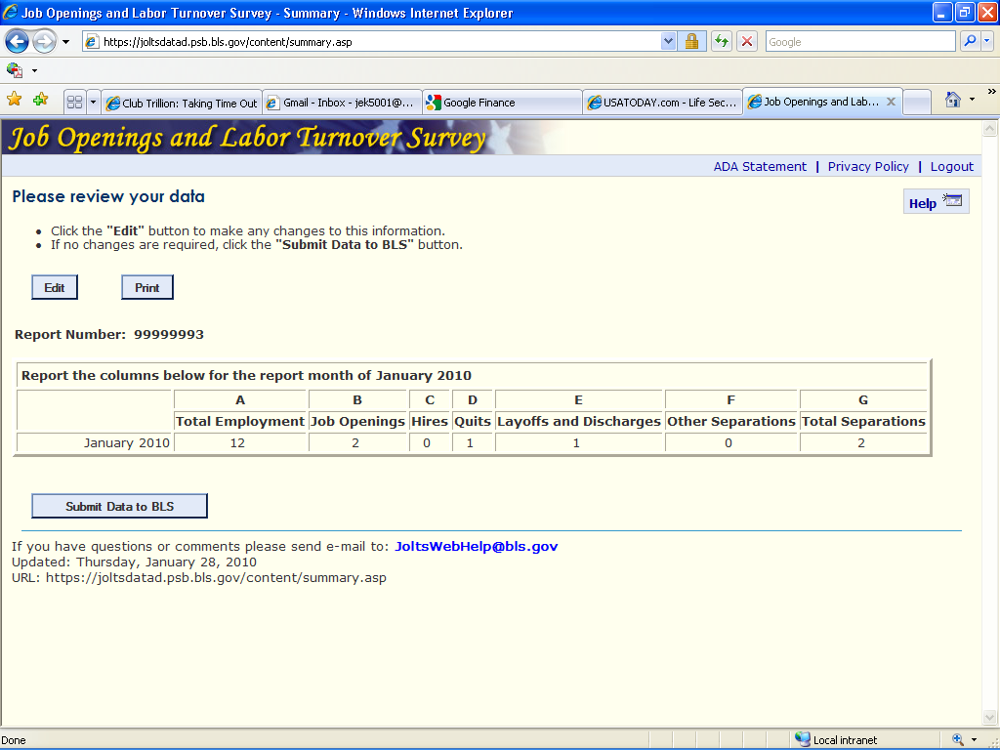 Job Openings and Labor Turnover Survey - Summary - Windows Internet Explorer
https://joltsdatad.psb.bls.gov/content/summary.asp
Google
Club Trillion: Taking Time Out
Gmail - Inbox - jek5001@...
Google Finance
USATODAY.com - Life Sec...
Job Openings and Lab...
Job Openings and Labor Turnover Survey
ADA Statement | Privacy Policy | Logout
Please review your data
Help
• Click the "Edit" button to make any changes to this information.
• If no changes are required, click the "Submit Data to BLS" button.
Edit Print
Report Number: 99999993
Report the columns below for the report month of January 2010
A B C D E F G
Total Employment Job Openings Hires Quits Layoffs and Discharges Other Separations Total Separations
January 2010 12 2 0 1 1 0 2
Submit Data to BLS
If you have questions or comments please send e-mail to: JoltsWebHelp@bls.gov
Updated: Thursday, January 28, 2010
URL: https://joltsdatad.psb.bls.gov/content/summary.asp
Done
Local intranet